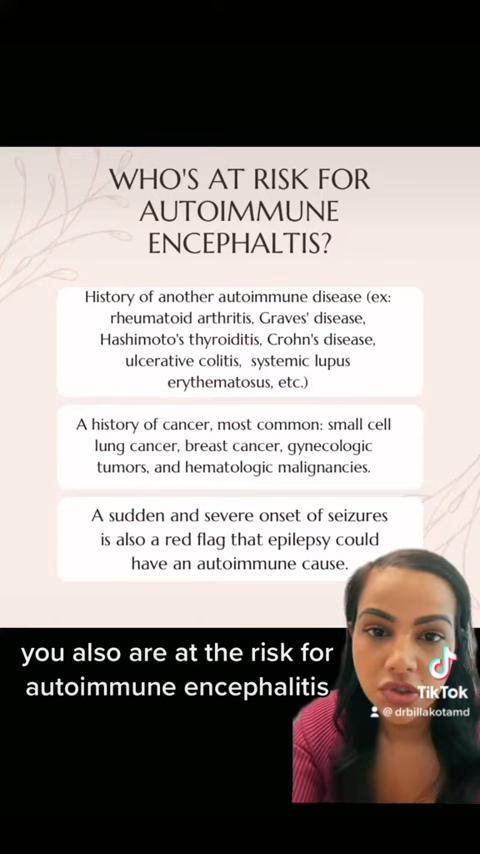 WHO'S AT RISK FOR
AUTOIMMUNE
ENCEPHALTIS?
History of another autoimmune disease (ex:
rheumatoid arthritis, Graves' disease,
Hashimoto's thyroiditis, Crohn's disease,
ulcerative colitis, systemic lupus
erythematosus, etc.)
A history of cancer, most common: small cell
lung cancer, breast cancer, gynecologic
tumors, and hematologic malignancies.
A sudden and severe onset of seizures
is also a red flag that epilepsy could
have an autoimmune cause.
you also are at the risk for
autoimmune encephalitis
TikTok
@drbillakotamd